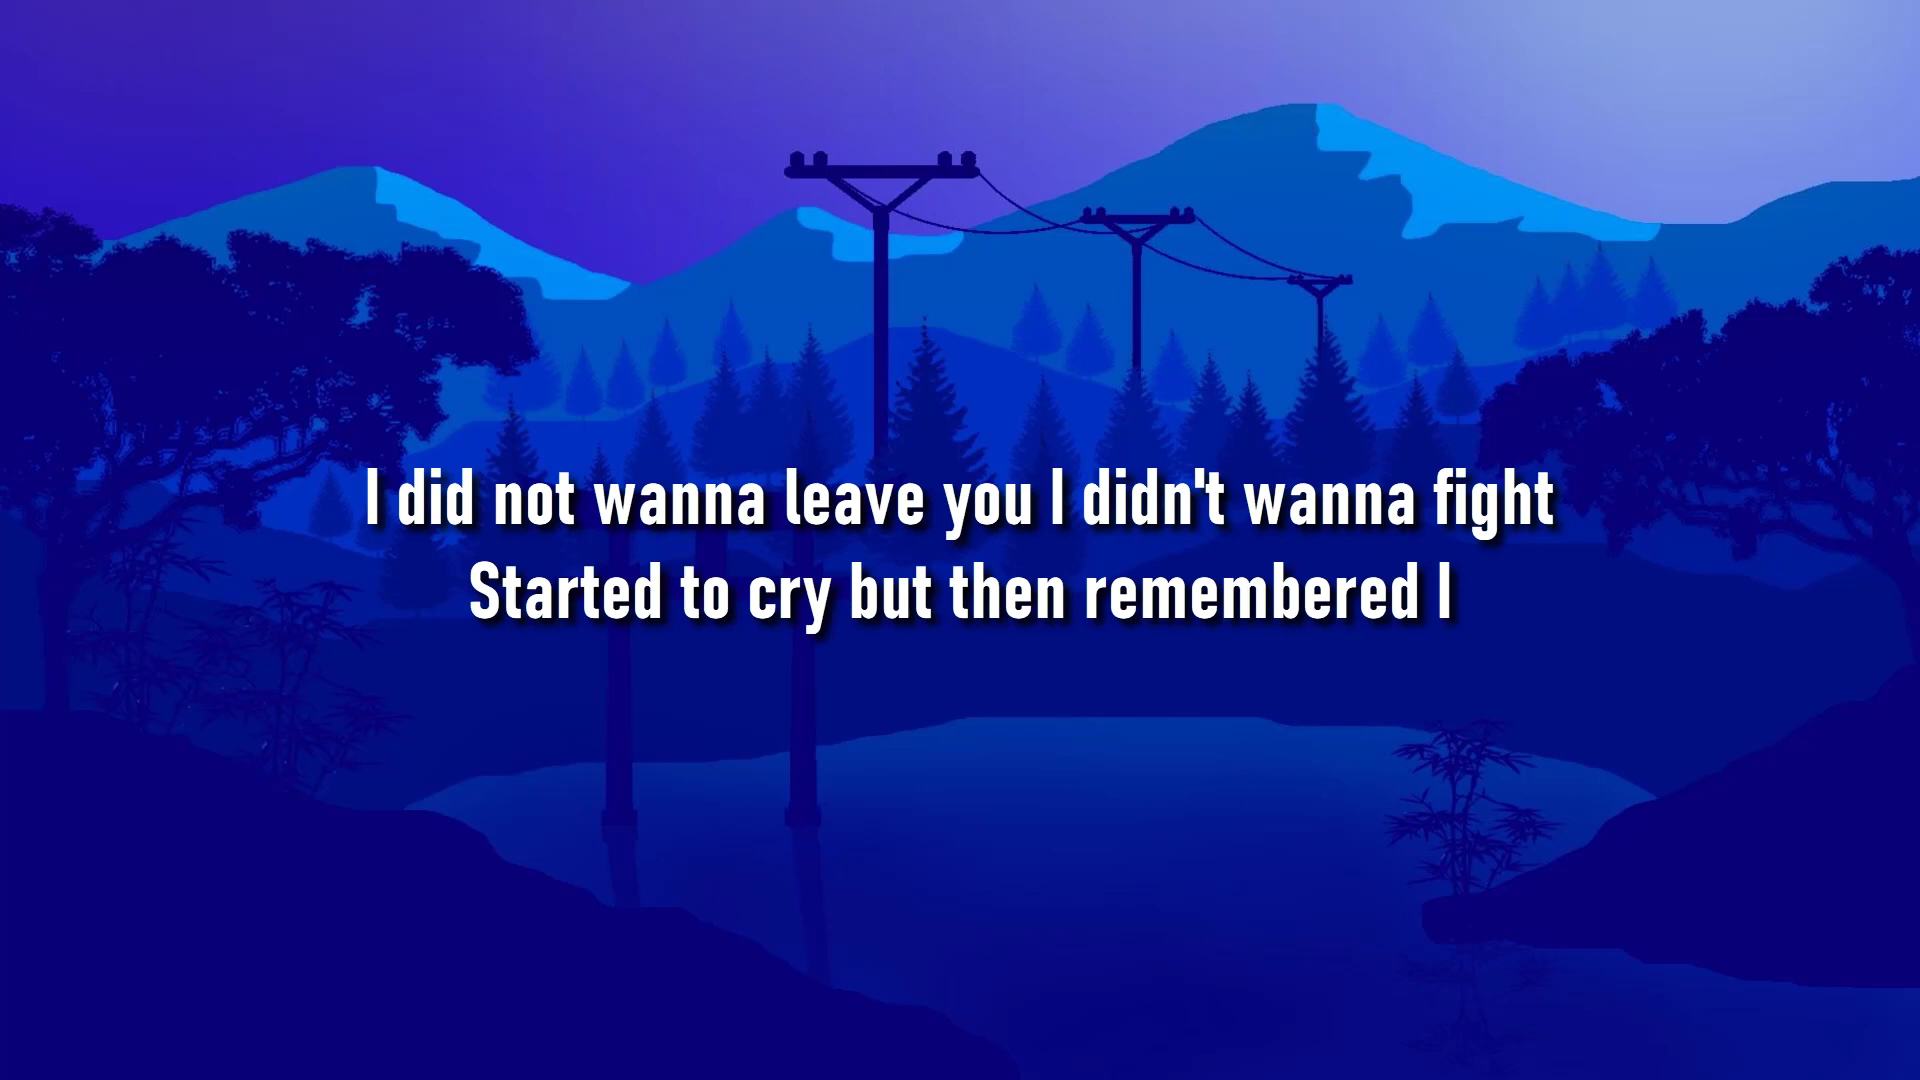 I did not wanna leave you I didn't wanna fight
Started to cry but then remembered I